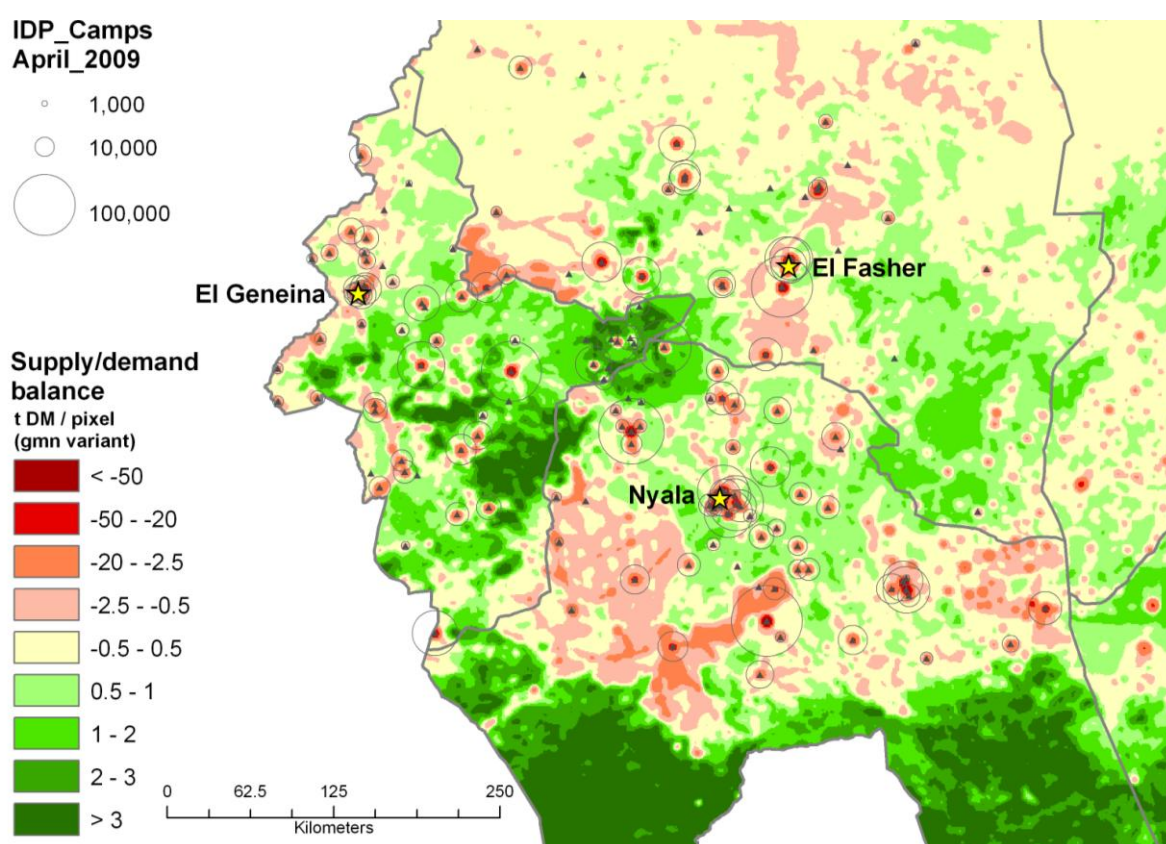 IDP_Camps
April_2009
1,000
10,000
100,000
El Fasher
El Geneina
Supply/demand
balance
t DM / pixel
(gmn variant)
Nyala
< -50
-50 - -20
-20 - -2.5
-2.5 - -0.5
-0.5 - 0.5
0.5 - 1
1 - 2
2 - 3
> 3
0 62.5 125 250
Kilometers